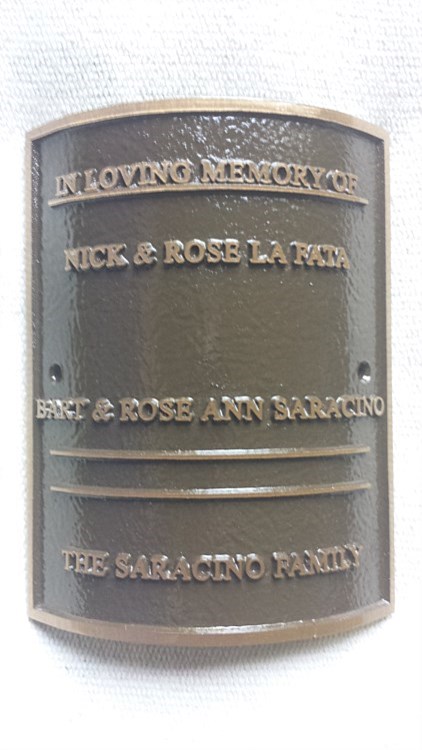 IN LOVING MEMORY OF
NICK & ROSE LA FATA
BART & ROSE ANN SARACINO
THE SARACINO FAMILY